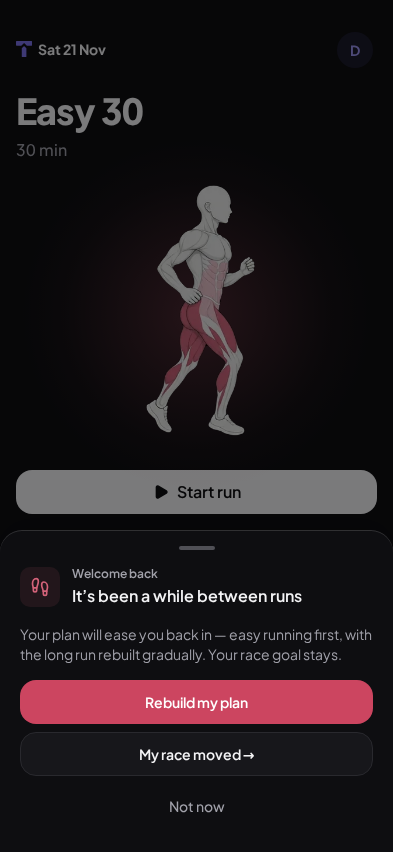 Sat 21 Nov
D
Easy 30
30 min
Start run
Welcome back
It's been a while between runs
Your plan will ease you back in — easy running first, with
the long run rebuilt gradually. Your race goal stays.
Rebuild my plan
My race moved →
Not now